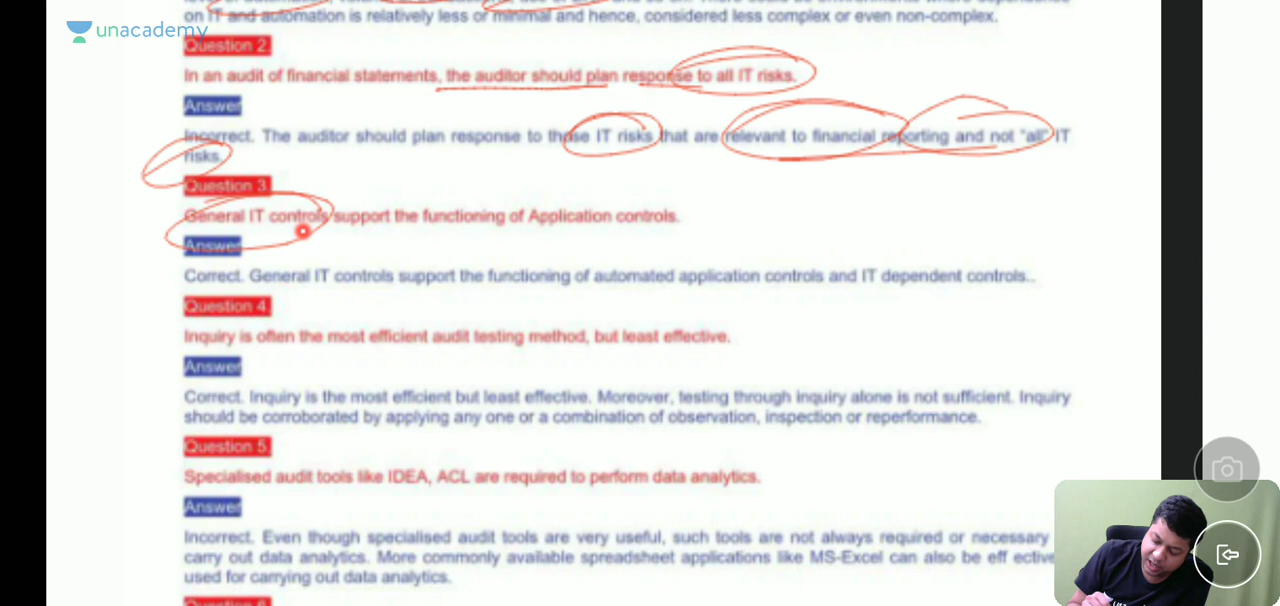 on IT and automation is relatively less or minimal and hence, considered less complex or even non-complex.
unacademy
Question 2.
In an audit of financial statements, the auditor should plan response to all IT risks.
Answer
Incorrect. The auditor should plan response to those IT risks that are relevant to financial reporting and not "all" IT
risks.
Question 3.
General IT controls support the functioning of Application controls.
Answer
Correct. General IT controls support the functioning of automated application controls and IT dependent controls..
Question 4.
Inquiry is often the most efficient audit testing method, but least effective.
Answer
Correct. Inquiry is the most efficient but least effective. Moreover, testing through inquiry alone is not sufficient. Inquiry
should be corroborated by applying any one or a combination of observation, inspection or reperformance.
Question 5.
Specialised audit tools like IDEA, ACL are required to perform data analytics.
Answer
Incorrect. Even though specialised audit tools are very useful, such tools are not always required or necessary
carry out data analytics. More commonly available spreadsheet applications like MS-Excel can also be eff ective
used for carrying out data analytics.